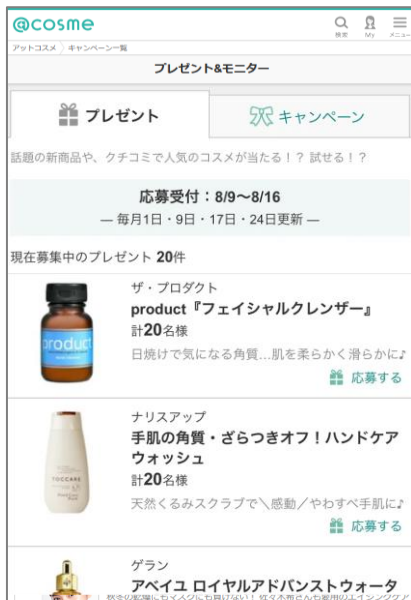 @cosme
検索 My メニュー
アットコスメ 〉 キャンペーン一覧
プレゼント&モニター
プレゼント
キャンペーン
話題の新商品や、クチコミで人気のコスメが当たる！？ 試せる！？
応募受付：8/9〜8/16
― 毎月1日・9日・17日・24日更新 ―
現在募集中のプレゼント 20件
product
ザ・プロダクト
product『フェイシャルクレンザー』
計20名様
日焼けで気になる角質…肌を柔らかく滑らかに♪
応募する
TOCCARE
ナリスアップ
手肌の角質・ざらつきオフ！ハンドケア
ウォッシュ
計20名様
天然くるみスクラブで＼感動／やわすべ手肌に♪
応募する
ゲラン
アベイユ ロイヤルアドバンストウォータ